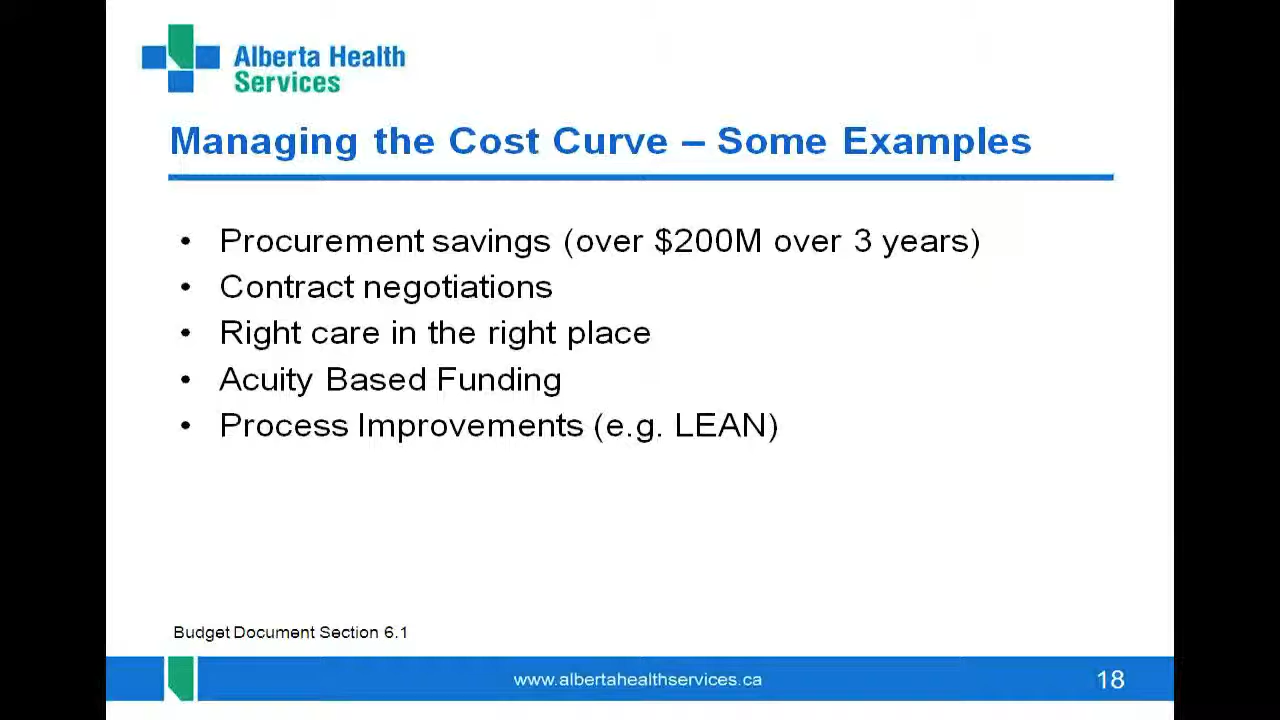 Alberta Health
Services
Managing the Cost Curve – Some Examples
• Procurement savings (over $200M over 3 years)
• Contract negotiations
• Right care in the right place
• Acuity Based Funding
• Process Improvements (e.g. LEAN)
Budget Document Section 6.1
www.albertahealthservices.ca
18